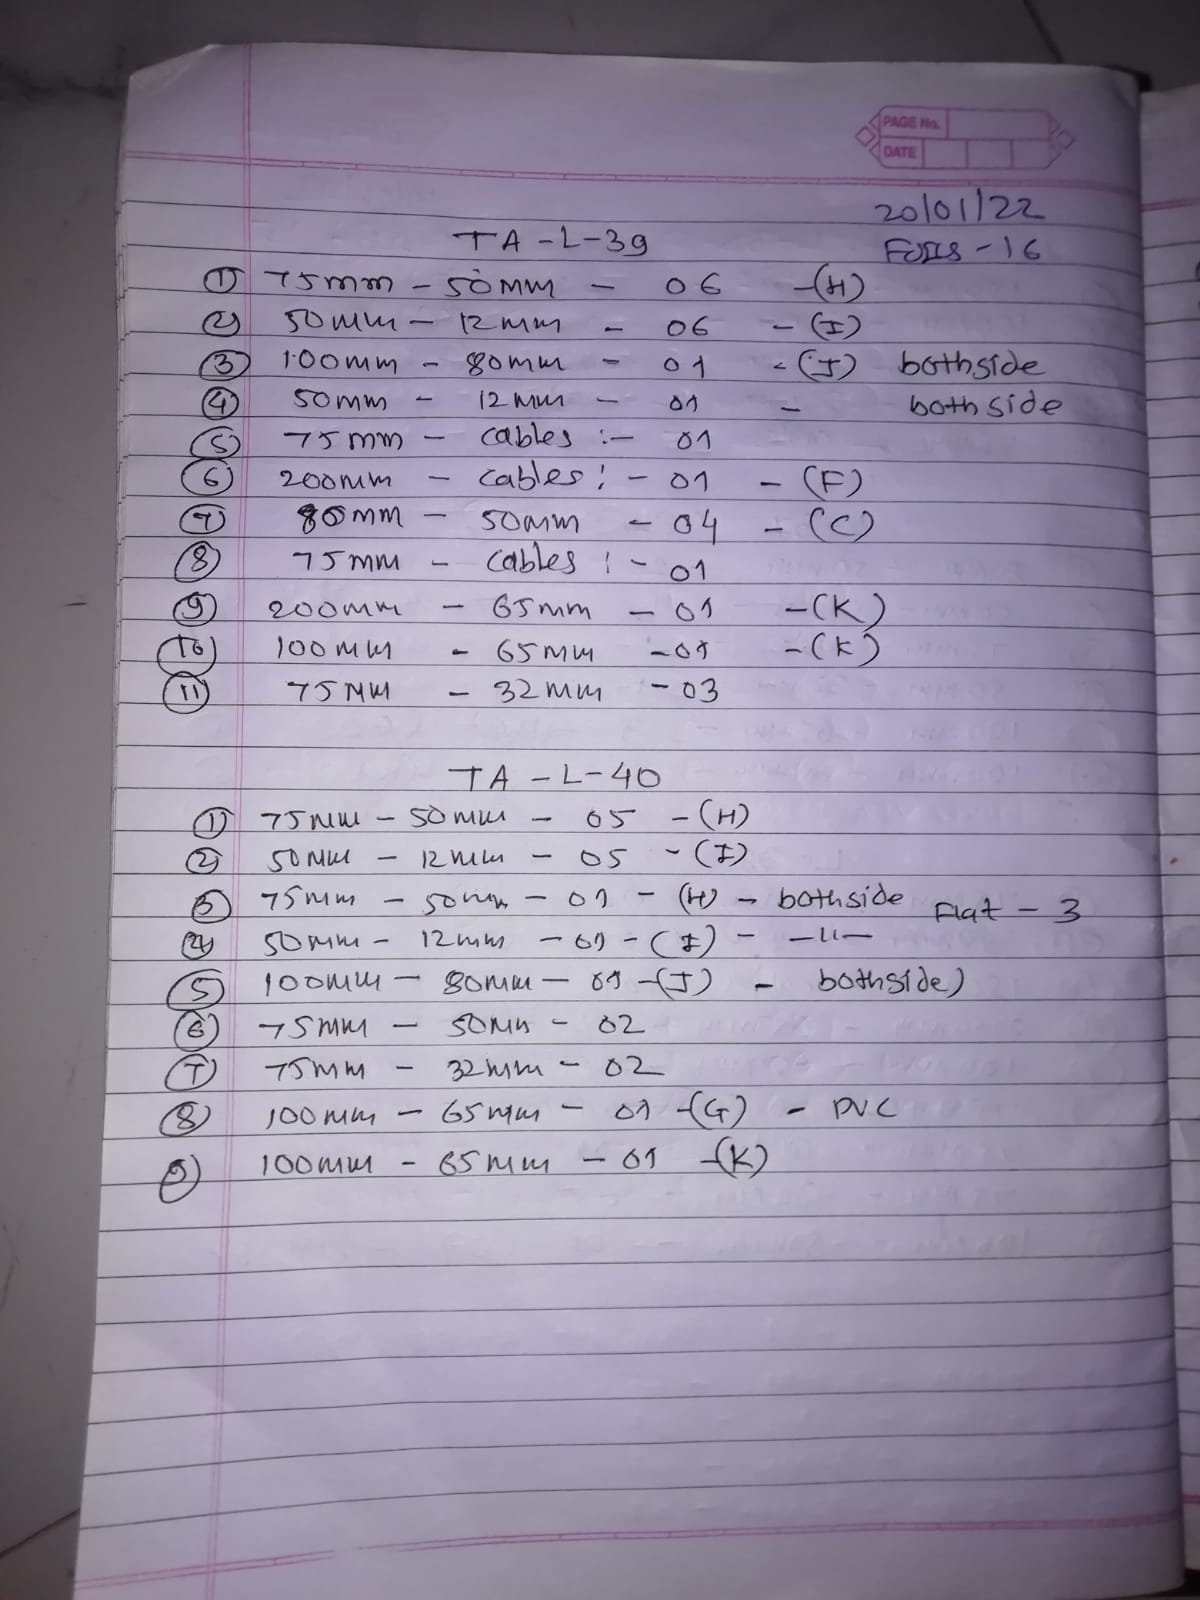 PAGE No.
DATE
20/01/22
TA-L-39
-16
① 75mm - 50mm - 06 -(H)
② 50mm - 12mm - 06 -(I)
③ 100mm - 80mm - 01 -(J) bothside
④ 50mm - 12mm - 01 - both side
⑤ 75mm - cables :- 01
⑥ 200mm - cables :- 01 - (F)
⑦ 80mm - 50mm - 04 - (C)
⑧ 75mm - cables :- 01
⑨ 200mm - 65mm - 01 -(K)
⑩ 100mm - 65mm - 01 -(K)
⑪ 75mm - 32mm - 03
TA-L-40
① 75mm - 50mm - 05 -(H)
② 50mm - 12mm - 05 -(I)
③ 75mm - 50mm - 01 - (H) - bothside Flat - 3
④ 50mm - 12mm - 01 - (I) - -11-
⑤ 100mm - 80mm - 01 -(J) - bothside)
⑥ 75mm - 50mm - 02
⑦ 75mm - 32mm - 02
⑧ 100mm - 65mm - 01 -(G) - PVC
⑨ 100mm - 65mm - 01 -(K)